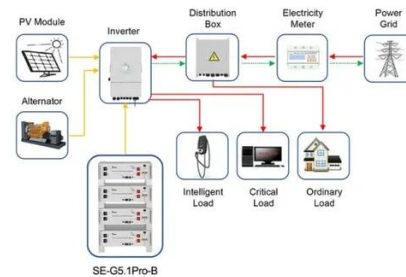 PV Module
Inverter
Distribution
Box
Electricity
Meter
Power
Grid
Alternator
Intelligent
Load
Critical
Load
Ordinary
Load
SE-G5.1Pro-B